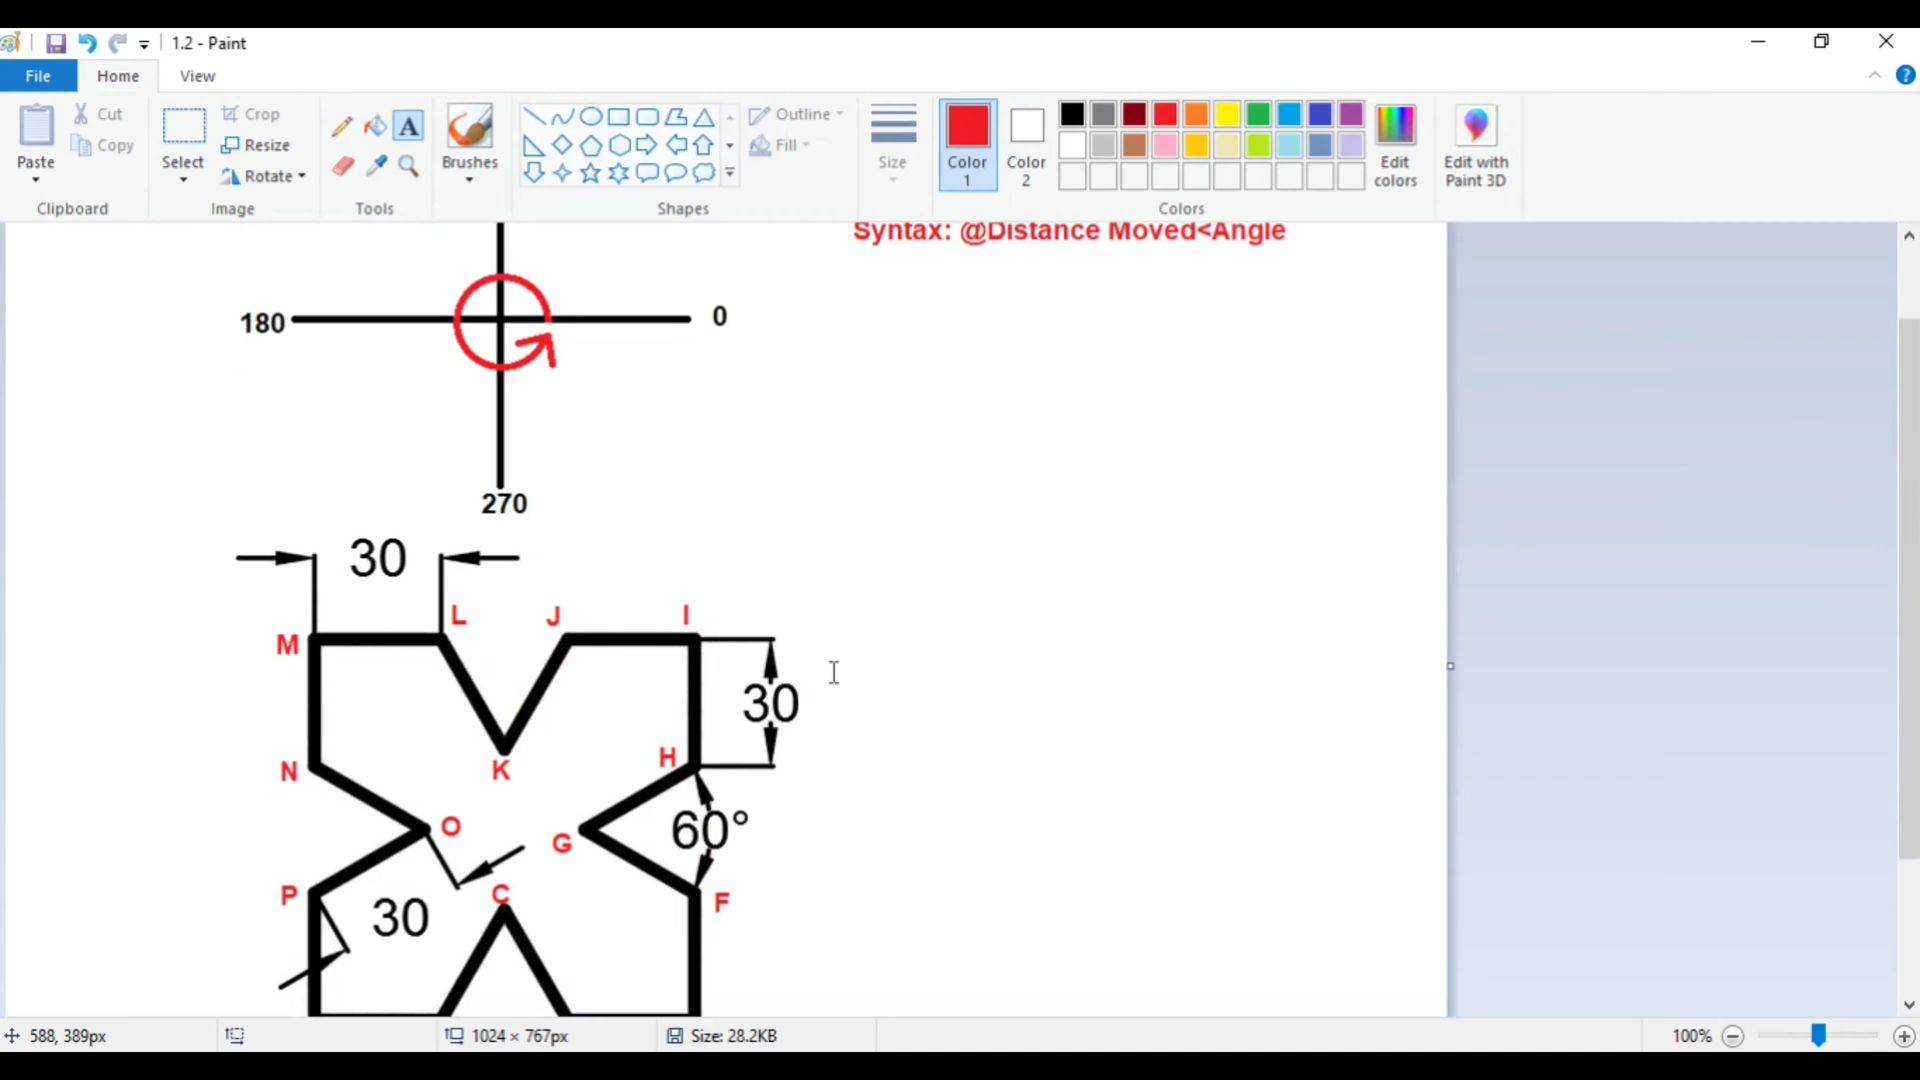 1.2 - Paint
File Home View
Paste
Cut
Copy
Clipboard
Select
Crop
Resize
Rotate
Image
Tools
Brushes
Shapes
Outline
Fill
Size
Color 1
Color 2
Edit colors
Colors
Edit with Paint 3D
Syntax: @Distance Moved<Angle
180
0
270
30
L
J
I
M
30
H
K
N
O
G
60°
P
C
F
30
588, 389px
1024 × 767px
Size: 28.2KB
100%